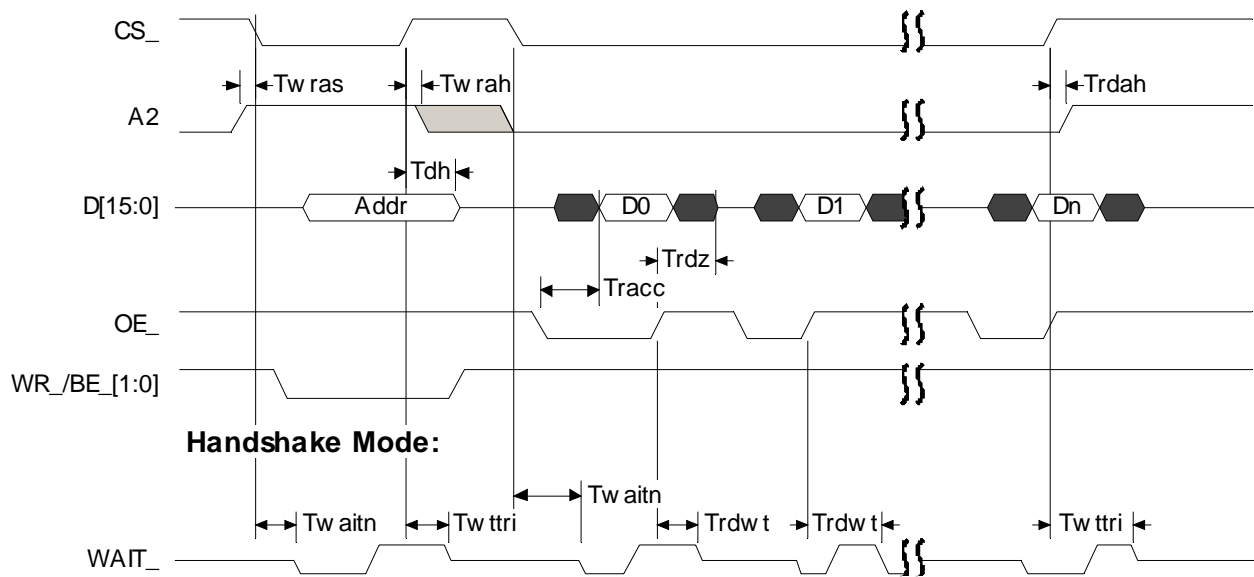 CS_
Tw ras
Tw rah
Trdah
A2
Tdh
D[15:0]
Addr
D0
D1
Dn
Trdz
Tracc
OE_
WR_/BE_[1:0]
Handshake Mode:
Tw aitn
Tw aitn
Tw ttri
Trdw t
Trdw t
Tw ttri
WAIT_